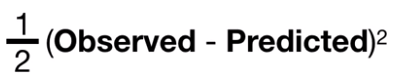 1/2 (Observed - Predicted)²